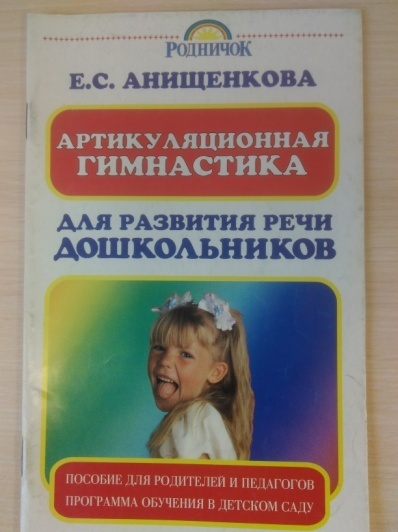 РОДНИЧОК
Е.С. АНИЩЕНКОВА
АРТИКУЛЯЦИОННАЯ
ГИМНАСТИКА
ДЛЯ РАЗВИТИЯ РЕЧИ
ДОШКОЛЬНИКОВ
ПОСОБИЕ ДЛЯ РОДИТЕЛЕЙ И ПЕДАГОГОВ
ПРОГРАММА ОБУЧЕНИЯ В ДЕТСКОМ САДУ